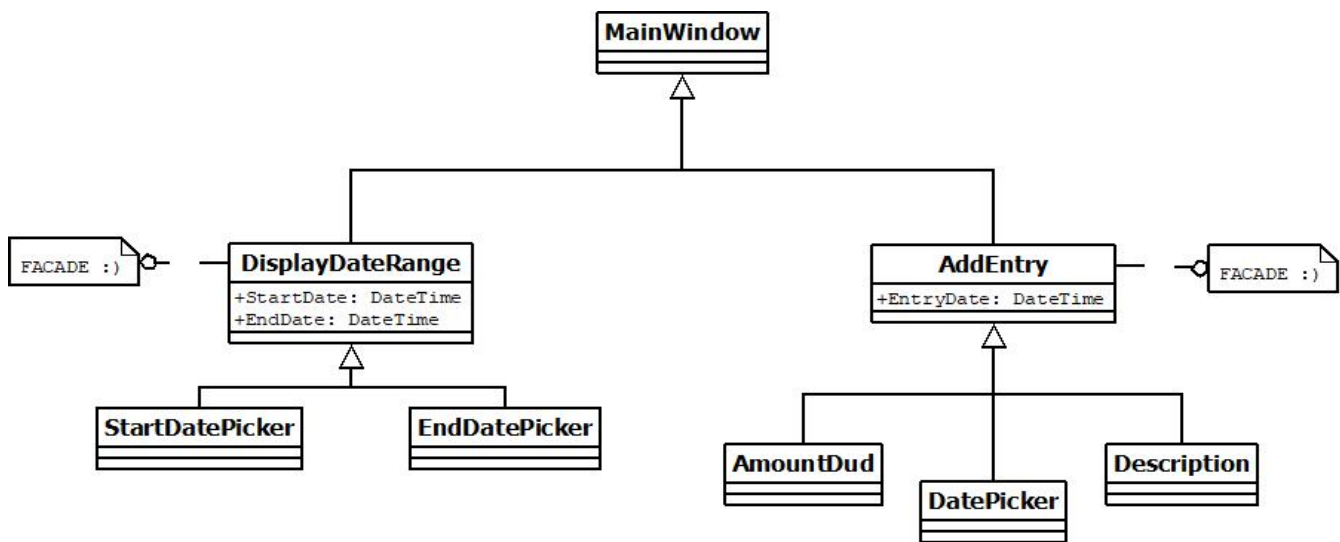 MainWindow
FACADE :)
DisplayDateRange
+StartDate: DateTime
+EndDate: DateTime
AddEntry
+EntryDate: DateTime
FACADE :)
StartDatePicker
EndDatePicker
AmountDud
DatePicker
Description